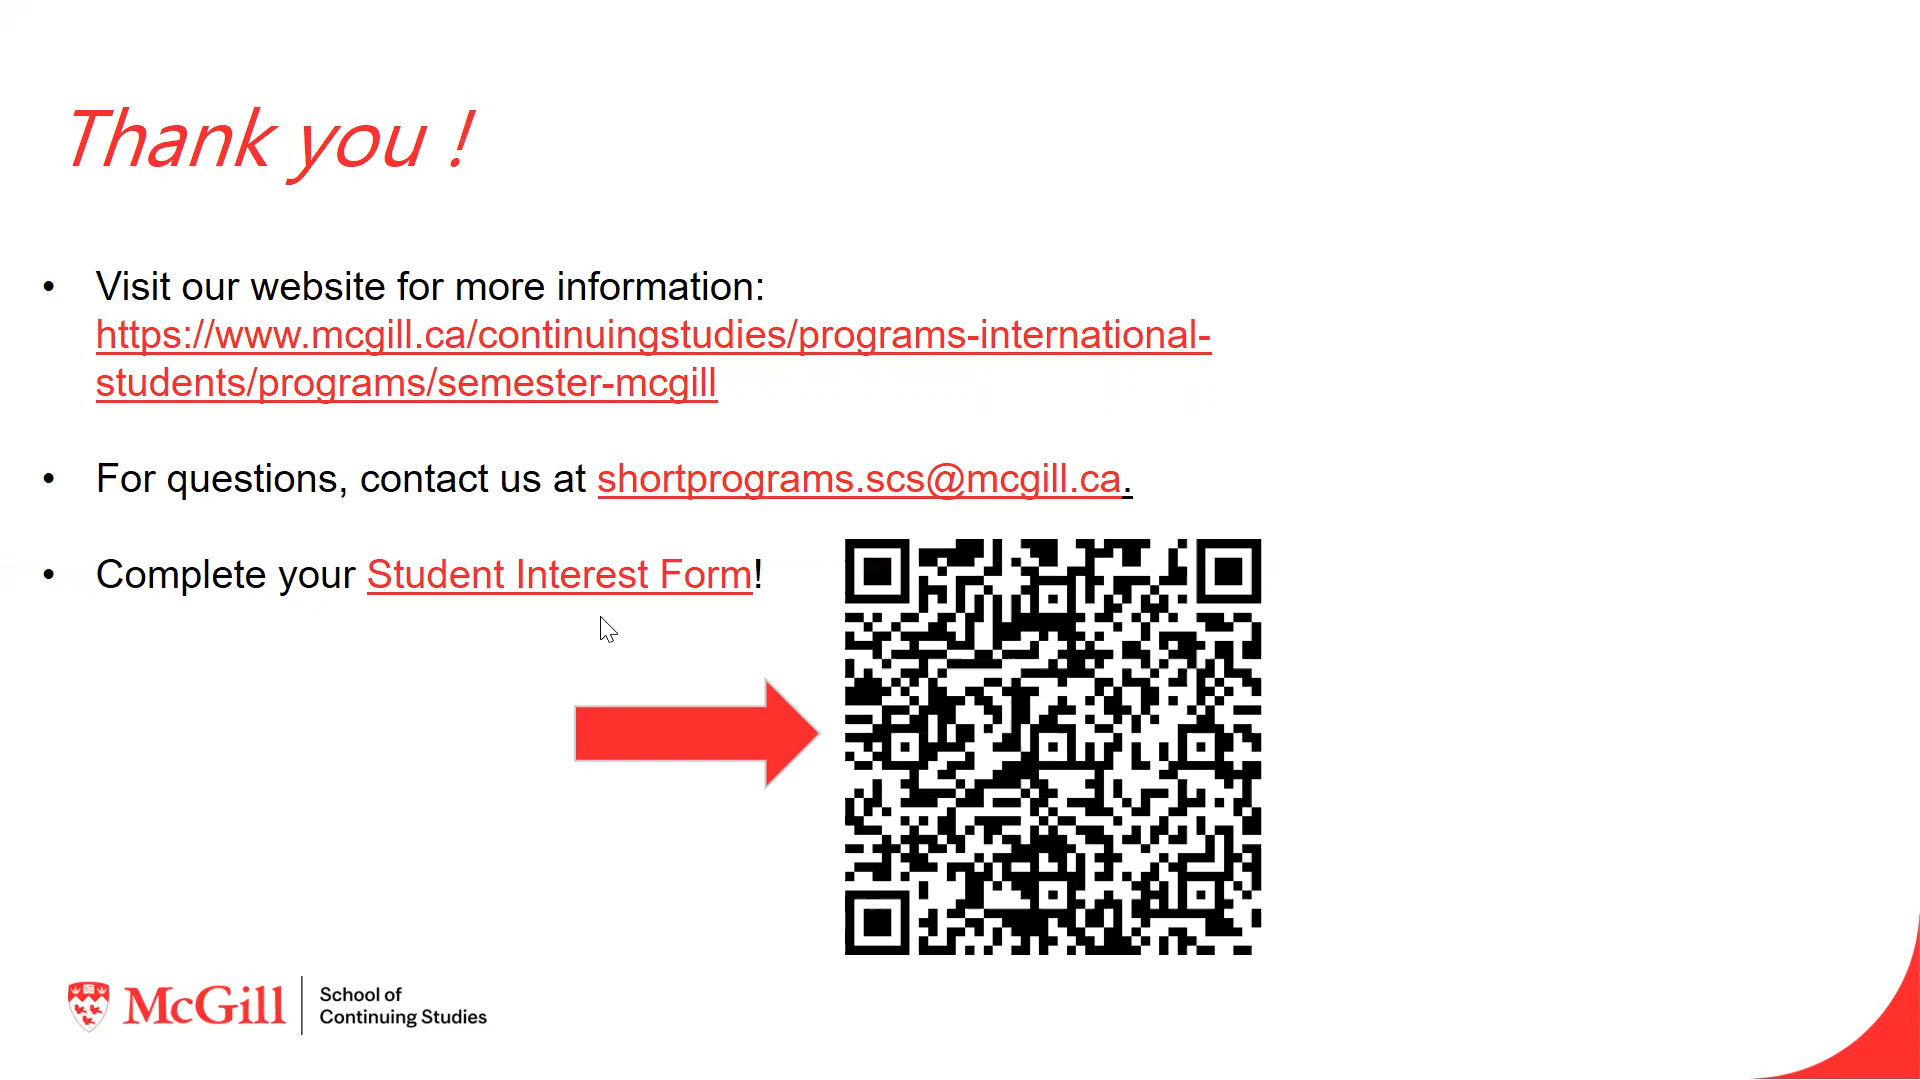 Thank you !
• Visit our website for more information:
https://www.mcgill.ca/continuingstudies/programs-international-
students/programs/semester-mcgill
• For questions, contact us at shortprograms.scs@mcgill.ca.
• Complete your Student Interest Form!
McGill
School of
Continuing Studies